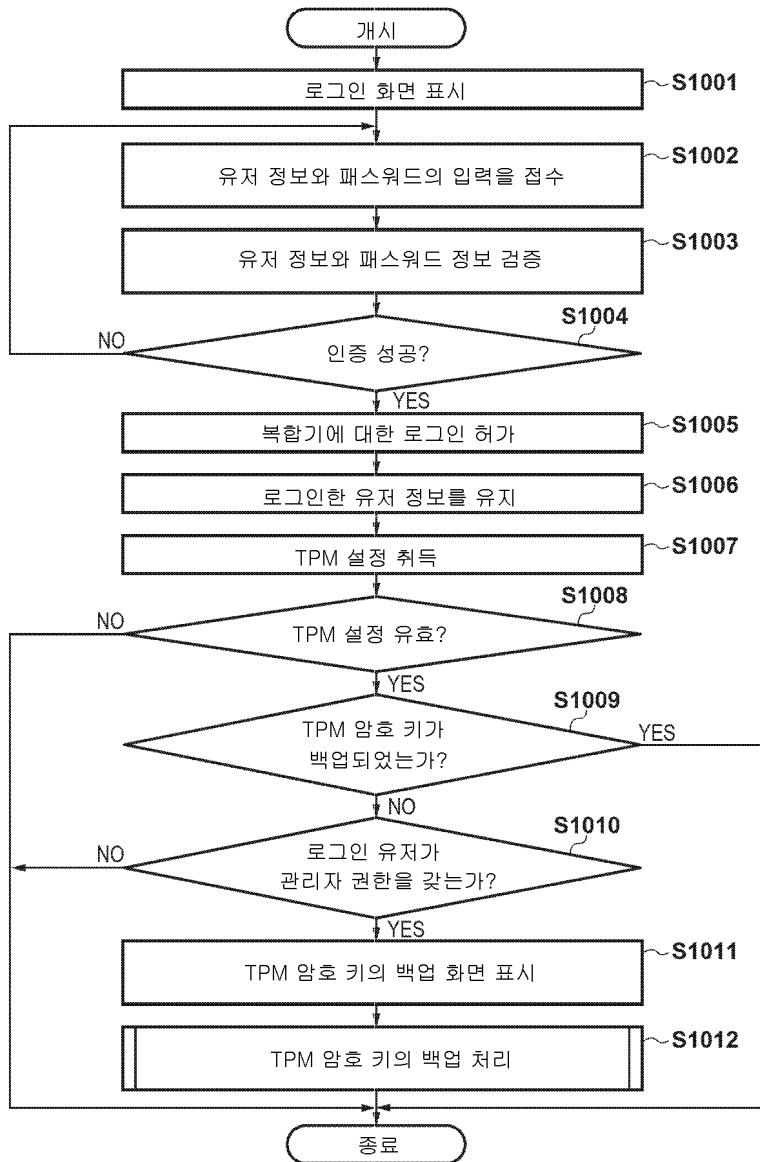 개시
로그인 화면 표시
S1001
유저 정보와 패스워드의 입력을 접수
S1002
유저 정보와 패스워드 정보 검증
S1003
S1004
NO
인증 성공?
YES
복합기에 대한 로그인 허가
S1005
로그인한 유저 정보를 유지
S1006
TPM 설정 취득
S1007
S1008
NO
TPM 설정 유효?
YES
S1009
TPM 암호 키가
백업되었는가?
YES
NO
S1010
NO
로그인 유저가
관리자 권한을 갖는가?
YES
TPM 암호 키의 백업 화면 표시
S1011
TPM 암호 키의 백업 처리
S1012
종료